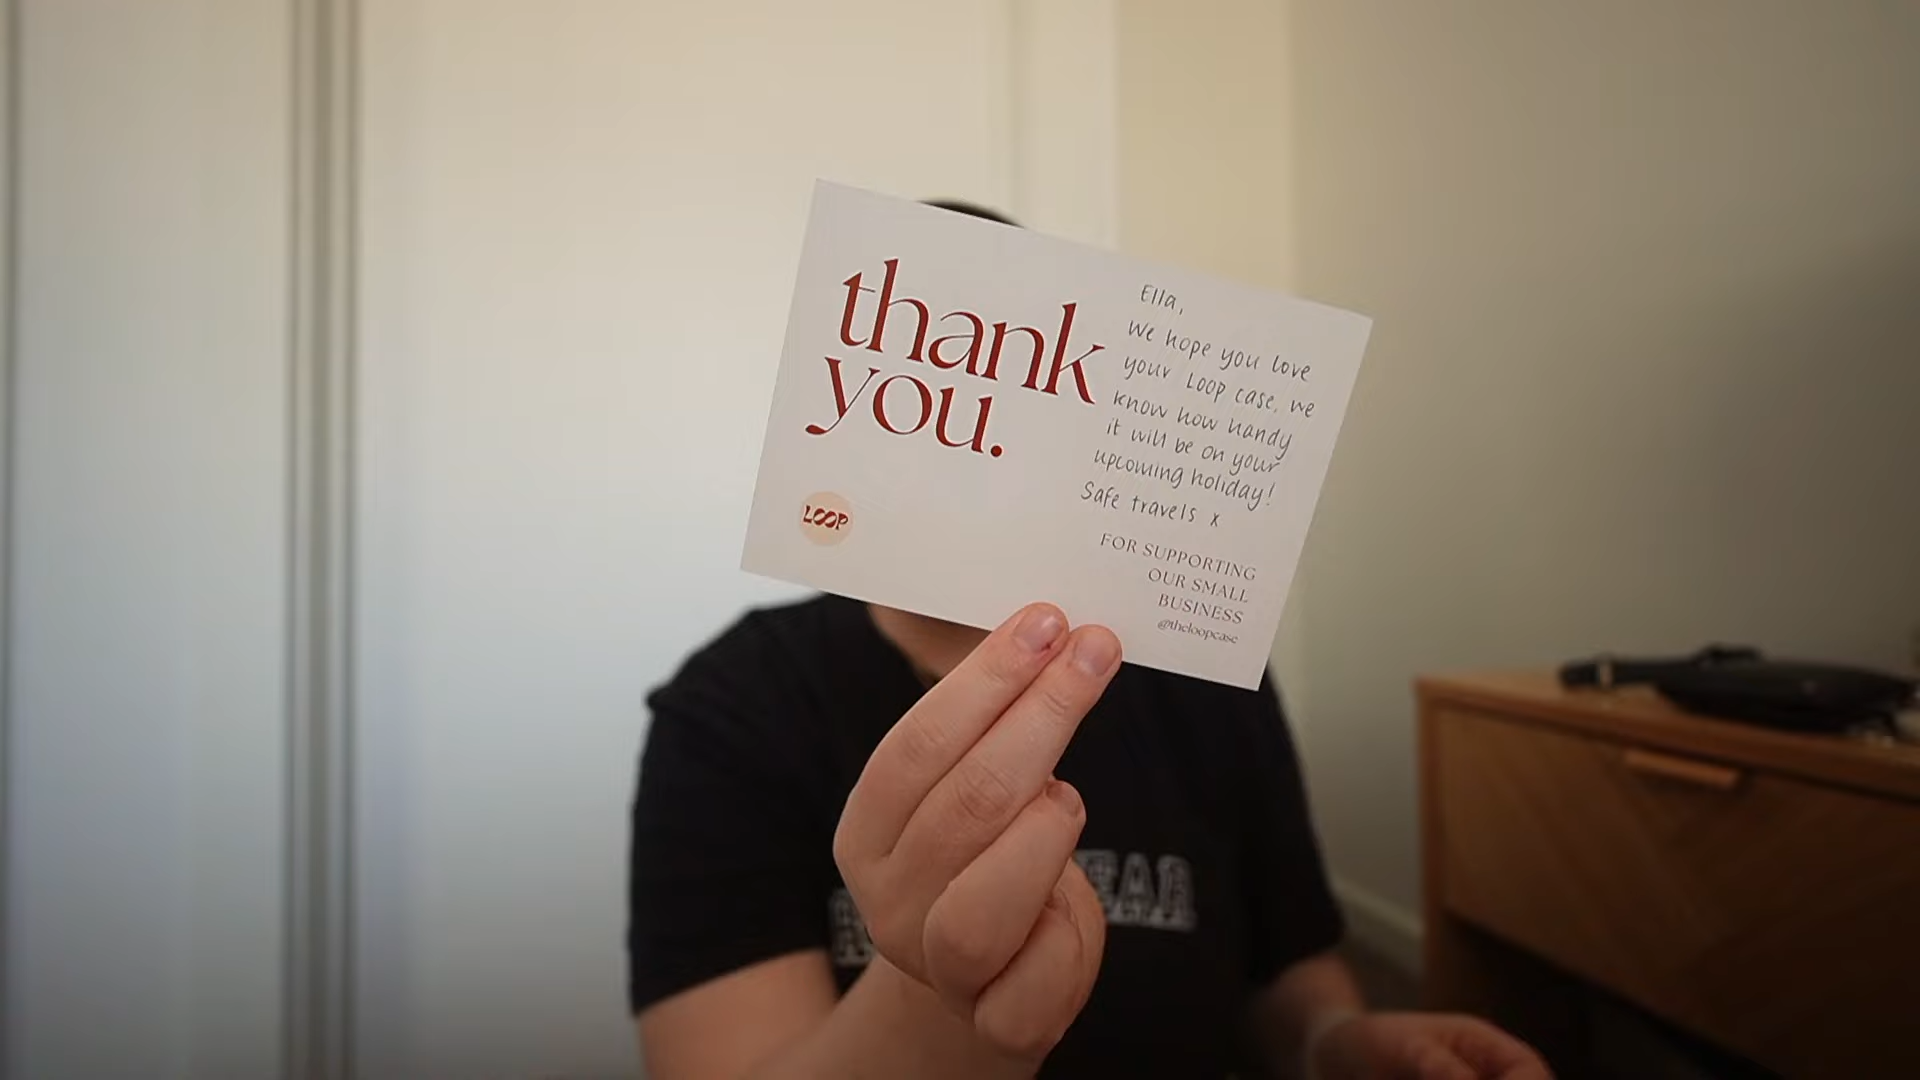 thank
you.
LOOP
Ella,
We hope you love
your Loop case, we
know how handy
it will be on your
upcoming holiday!
Safe travels x
FOR SUPPORTING
OUR SMALL
BUSINESS
@theloopcase